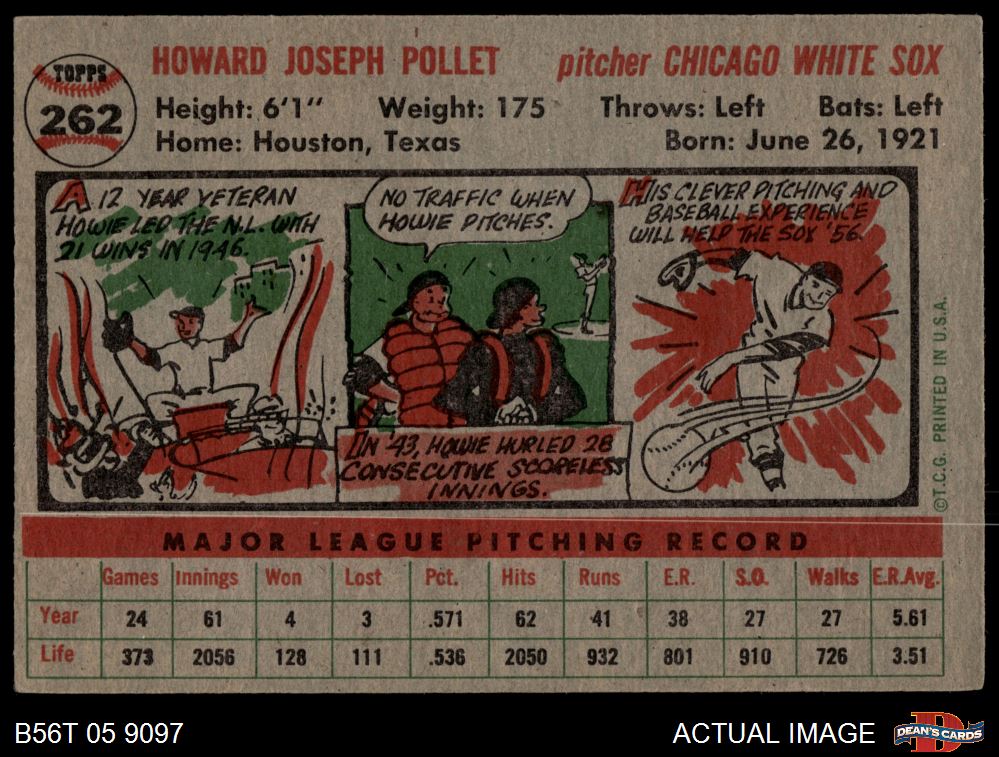 TOPPS
262
HOWARD JOSEPH POLLET pitcher CHICAGO WHITE SOX
Height: 6'1" Weight: 175 Throws: Left Bats: Left
Home: Houston, Texas Born: June 26, 1921
A 12 YEAR VETERAN
HOWIE LED THE N.L. WITH
21 WINS IN 1946.
NO TRAFFIC WHEN
HOWIE PITCHES.
IN '43, HOWIE HURLED 28
CONSECUTIVE SCORELESS
INNINGS.
HIS CLEVER PITCHING AND
BASEBALL EXPERIENCE
WILL HELP THE SOX '56.
©T.C.G. PRINTED IN U.S.A.
MAJOR LEAGUE PITCHING RECORD
Games Innings Won Lost Pct. Hits Runs E.R. S.O. Walks E.R.Avg.
Year 24 61 4 3 .571 62 41 38 27 27 5.61
Life 373 2056 128 111 .536 2050 932 801 910 726 3.51
B56T 05 9097 ACTUAL IMAGE DEAN'S CARDS